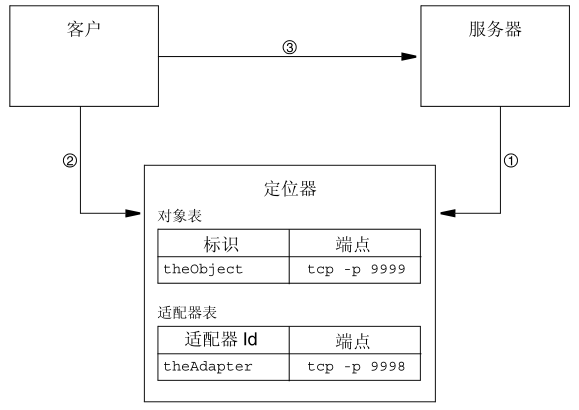 客户
服务器
③
②
①
定位器
对象表
标识 端点
theObject tcp -p 9999
适配器表
适配器 Id 端点
theAdapter tcp -p 9998